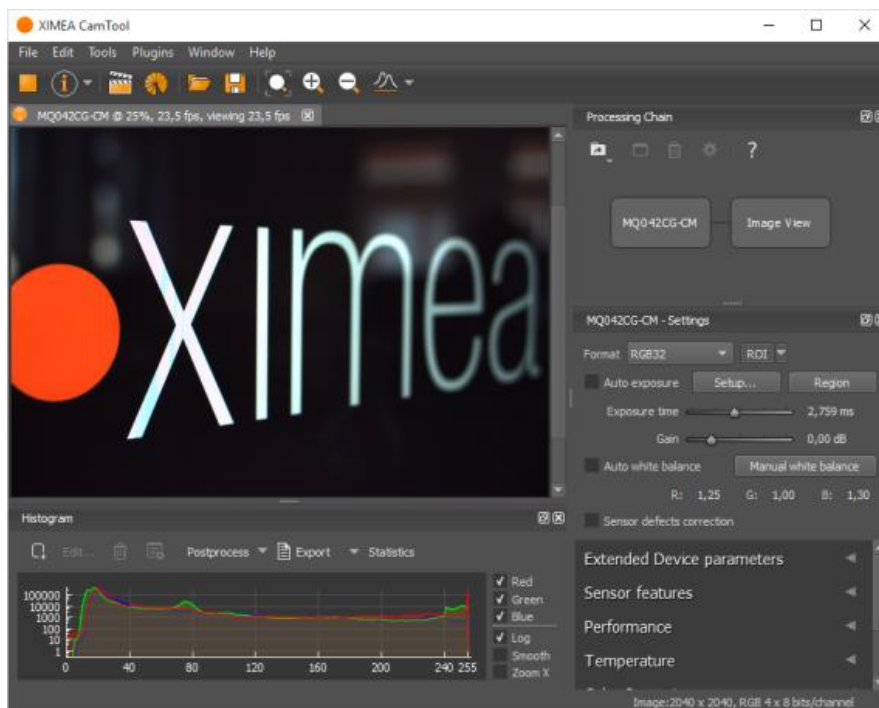 XIMEA CamTool
File Edit Tools Plugins Window Help
MQ042CG-CM @ 25%, 23,5 fps, viewing 23,5 fps
XImea
Processing Chain
?
MQ042CG-CM
Image View
MQ042CG-CM - Settings
Format RGB32 ROI
Auto exposure Setup... Region
Exposure time 2,759 ms
Gain 0,00 dB
Auto white balance Manual white balance
R: 1,25 G: 1,00 B: 1,30
Sensor defects correction
Extended Device parameters
Sensor features
Performance
Temperature
Histogram
Edit... Postprocess Export Statistics
100000
10000
1000
100
10
1
0 40 80 120 160 200 240 255
Red
Green
Blue
Log
Smooth
Zoom X
Image:2040 x 2040, RGB 4 x 8 bits/channel